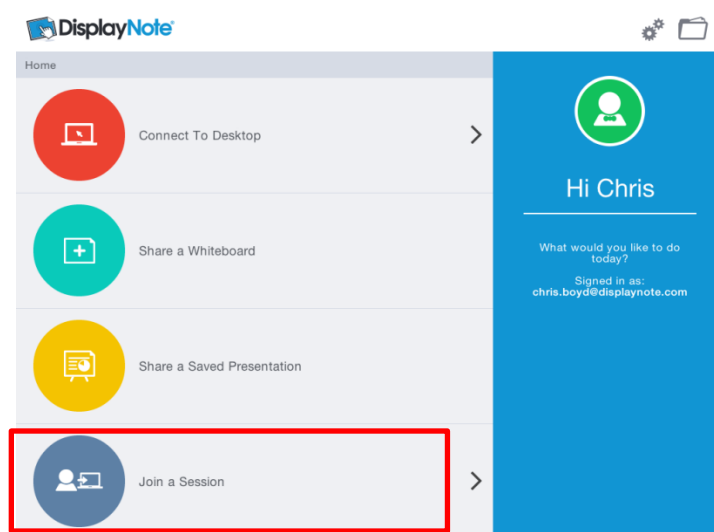 DisplayNote
Home
Connect To Desktop
Share a Whiteboard
Share a Saved Presentation
Join a Session
Hi Chris
What would you like to do
today?
Signed in as:
chris.boyd@displaynote.com